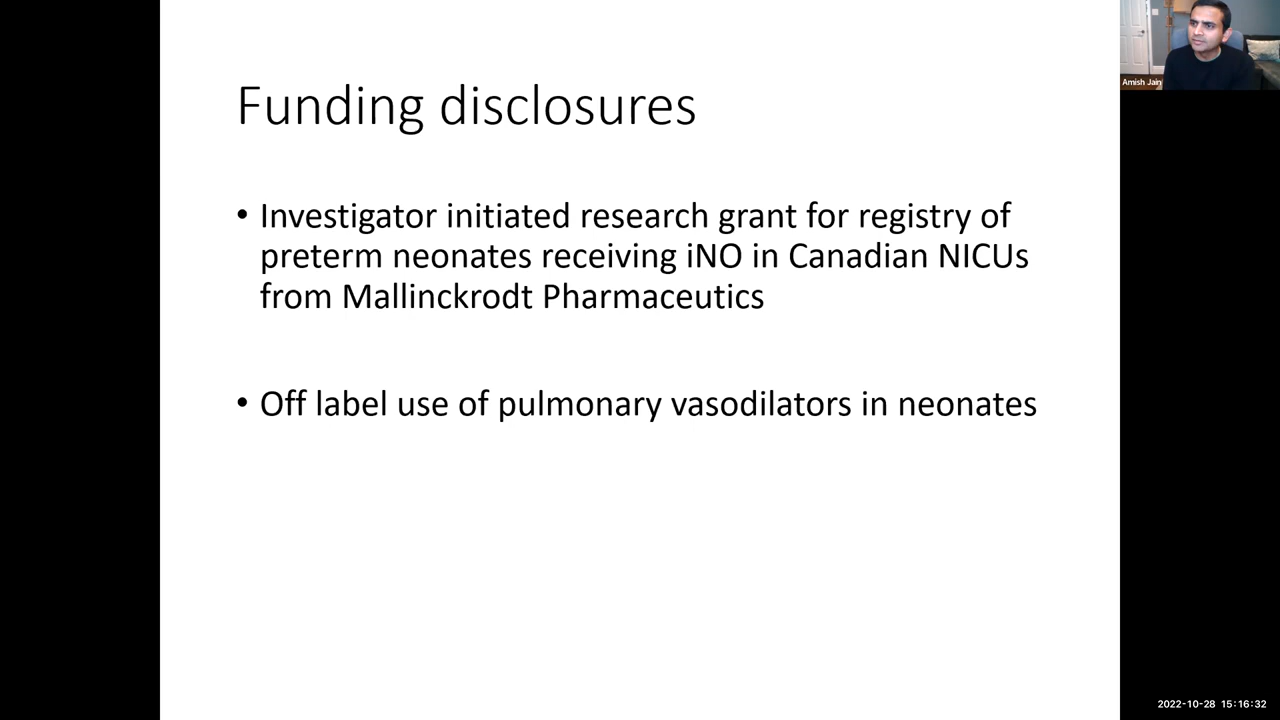 Funding disclosures
• Investigator initiated research grant for registry of
preterm neonates receiving iNO in Canadian NICUs
from Mallinckrodt Pharmaceutics
• Off label use of pulmonary vasodilators in neonates
Amish Jain
2022-10-28 15:16:32